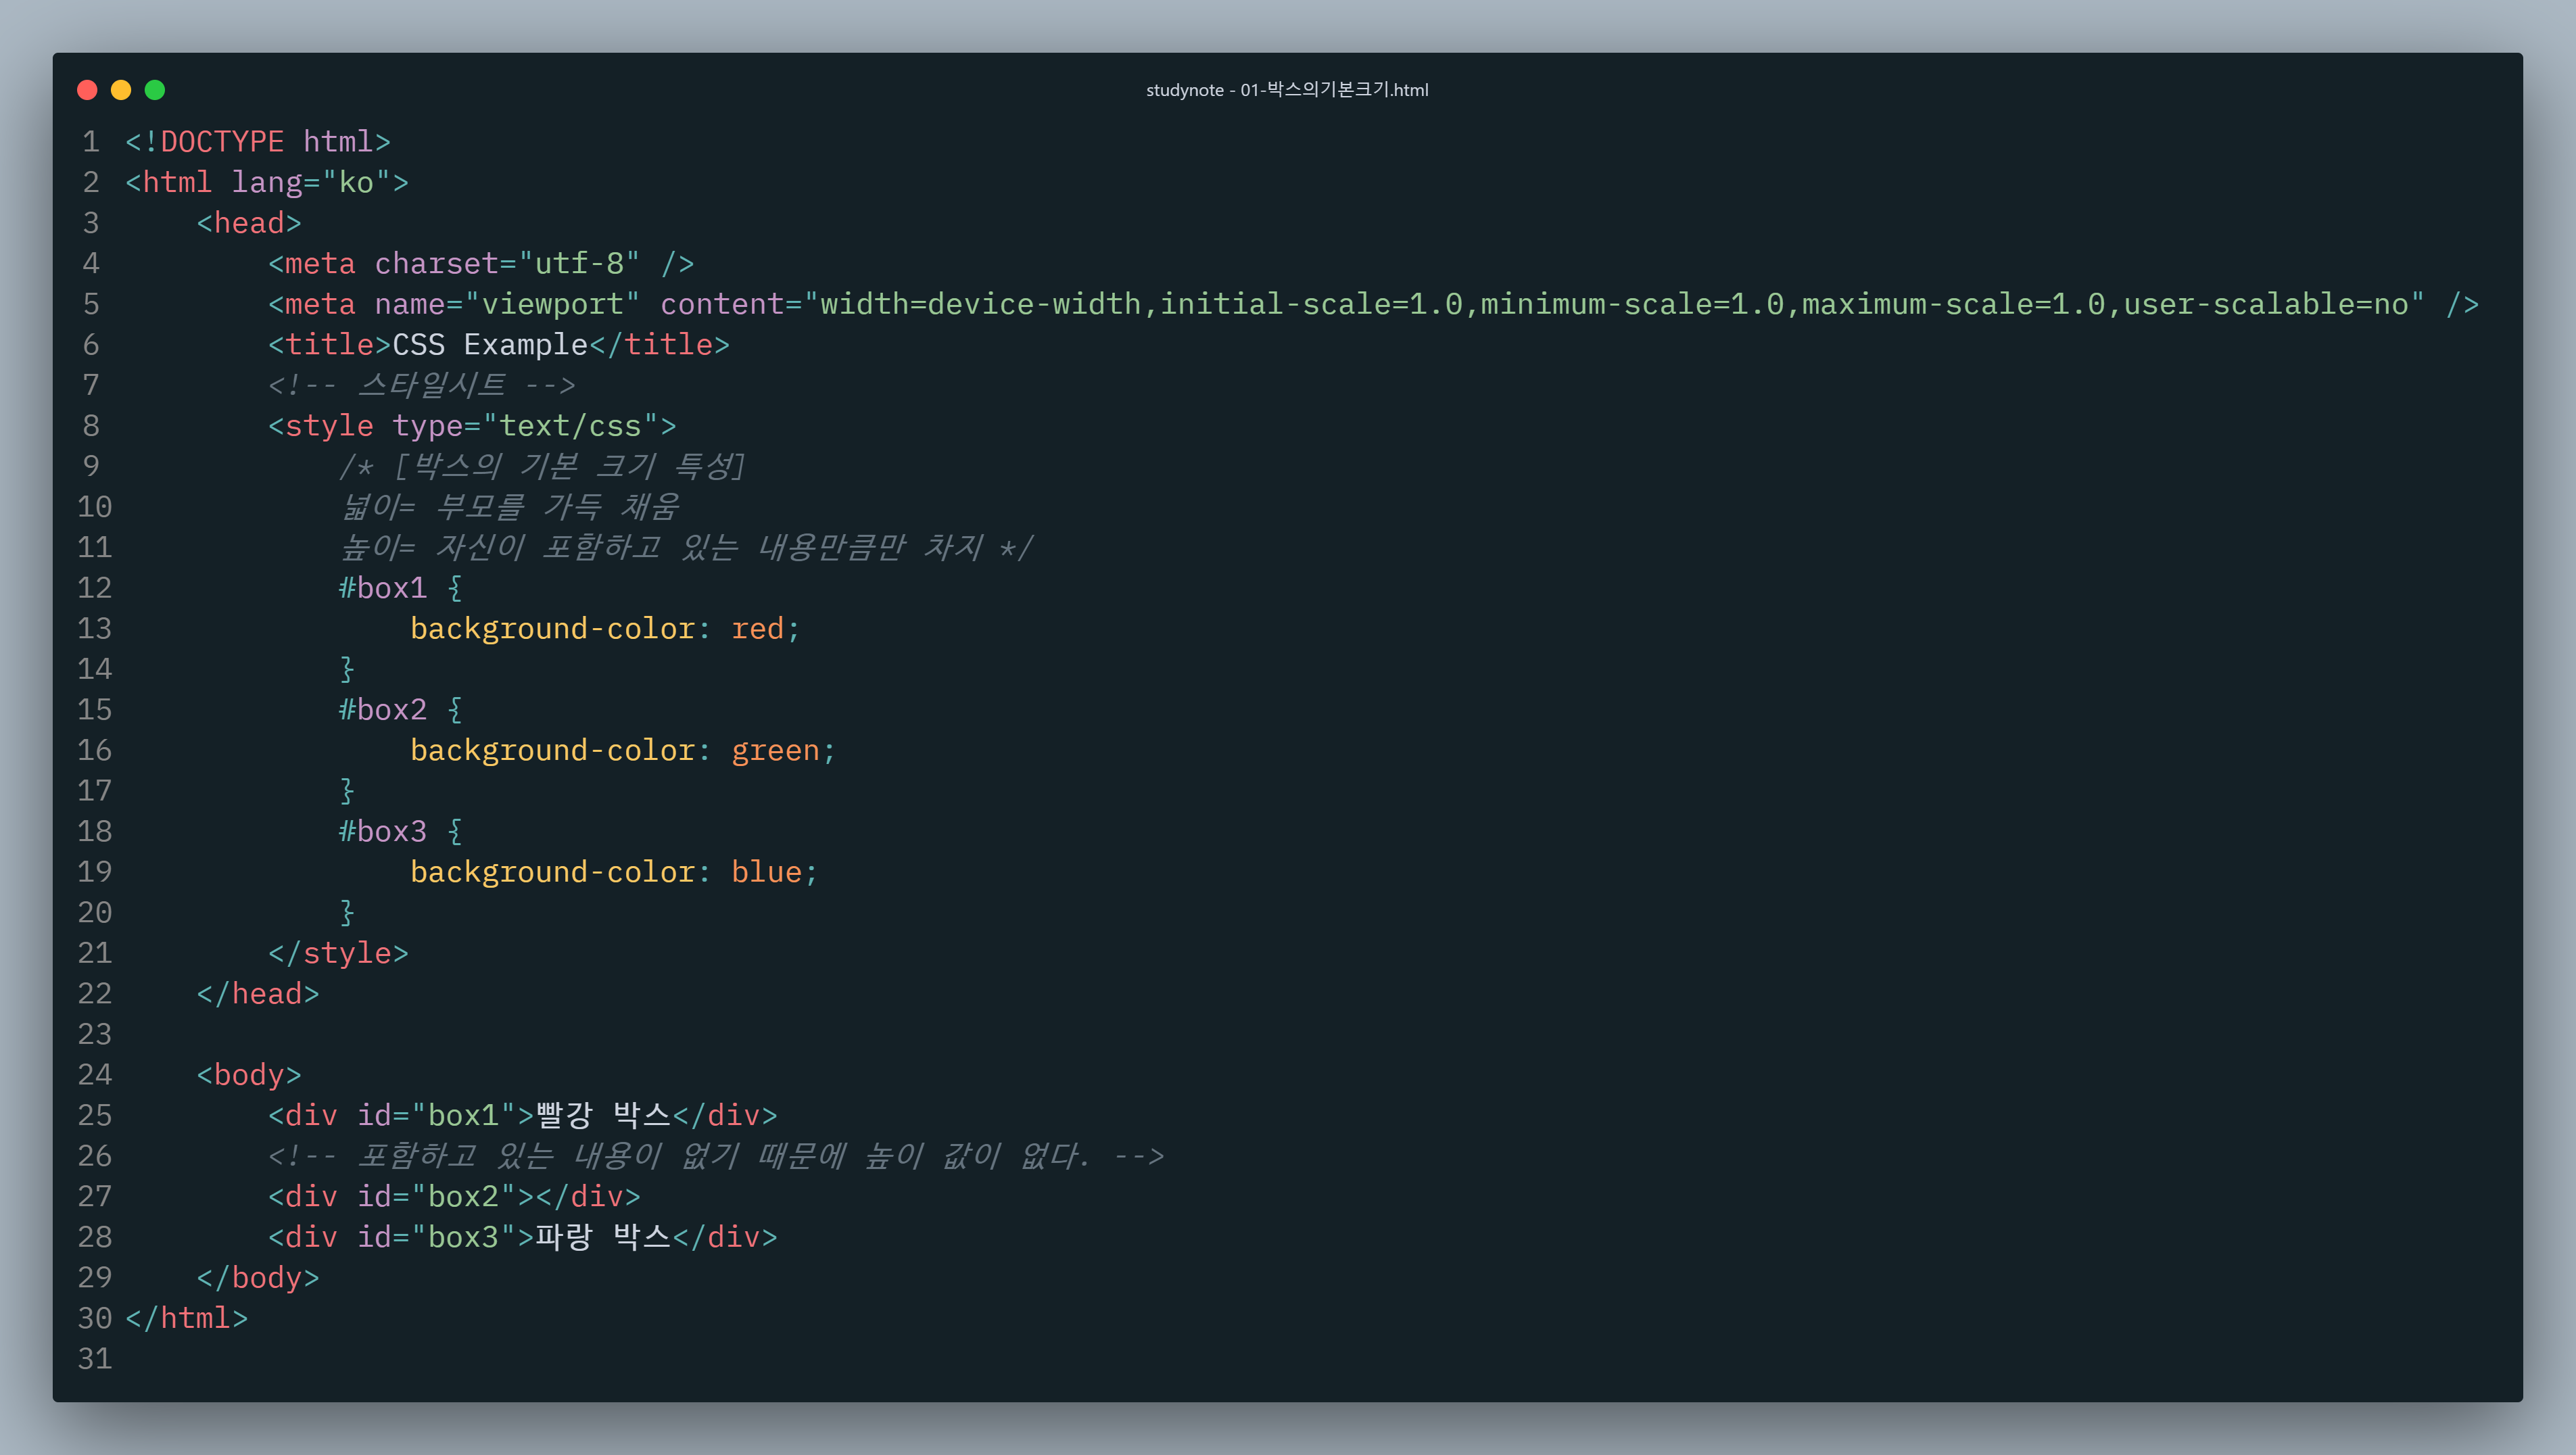 studynote - 01-박스의기본크기.html
1 <!DOCTYPE html>
2 <html lang="ko">
3     <head>
4         <meta charset="utf-8" />
5         <meta name="viewport" content="width=device-width,initial-scale=1.0,minimum-scale=1.0,maximum-scale=1.0,user-scalable=no" />
6         <title>CSS Example</title>
7         <!-- 스타일시트 -->
8         <style type="text/css">
9             /* [박스의 기본 크기 특성]
10             넓이= 부모를 가득 채움
11             높이= 자신이 포함하고 있는 내용만큼만 차지 */
12             #box1 {
13                 background-color: red;
14             }
15             #box2 {
16                 background-color: green;
17             }
18             #box3 {
19                 background-color: blue;
20             }
21         </style>
22     </head>
23
24     <body>
25         <div id="box1">빨강 박스</div>
26         <!-- 포함하고 있는 내용이 없기 때문에 높이 값이 없다. -->
27         <div id="box2"></div>
28         <div id="box3">파랑 박스</div>
29     </body>
30 </html>
31